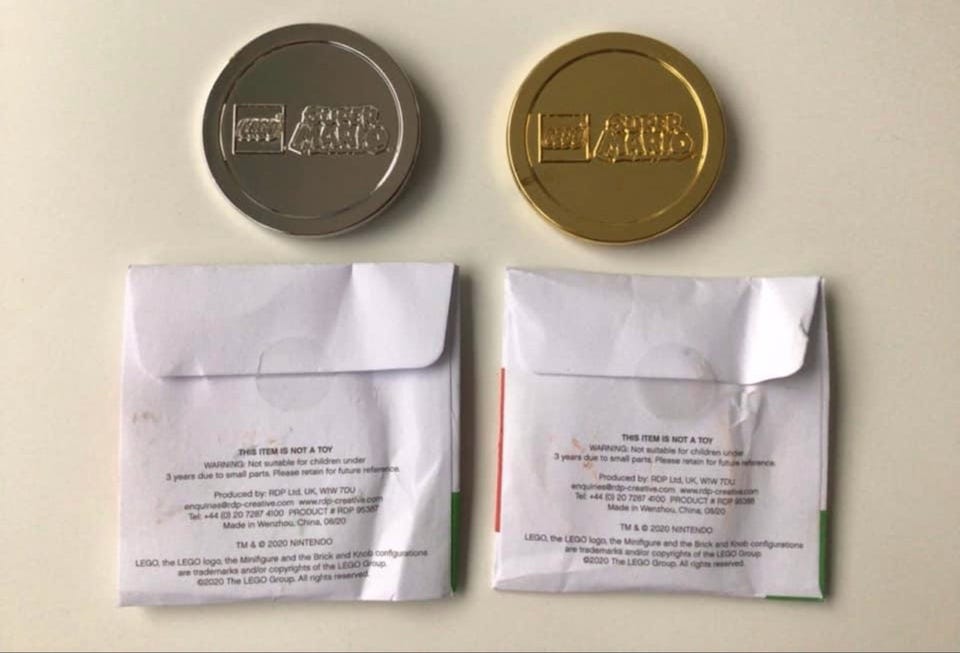 LEGO
SUPER
MARIO
LEGO
SUPER
MARIO
THIS ITEM IS NOT A TOY
WARNING: Not suitable for children under
3 years due to small parts. Please retain for future reference.
Produced by: RDP Ltd, UK, W1W 7DU
enquiries@rdp-creative.com www.rdp-creative.com
Tel: +44 (0) 20 7287 4100 PRODUCT # RDP 95387
Made in Wenzhou, China, 08/20
TM & © 2020 NINTENDO
LEGO, the LEGO logo, the Minifigure and the Brick and Knob configurations
are trademarks and/or copyrights of the LEGO Group.
©2020 The LEGO Group. All rights reserved.
THIS ITEM IS NOT A TOY
WARNING: Not suitable for children under
3 years due to small parts. Please retain for future reference.
Produced by: RDP Ltd, UK, W1W 7DU
enquiries@rdp-creative.com www.rdp-creative.com
Tel: +44 (0) 20 7287 4100 PRODUCT # RDP 95388
Made in Wenzhou, China, 08/20
TM & © 2020 NINTENDO
LEGO, the LEGO logo, the Minifigure and the Brick and Knob configurations
are trademarks and/or copyrights of the LEGO Group.
©2020 The LEGO Group. All rights reserved.